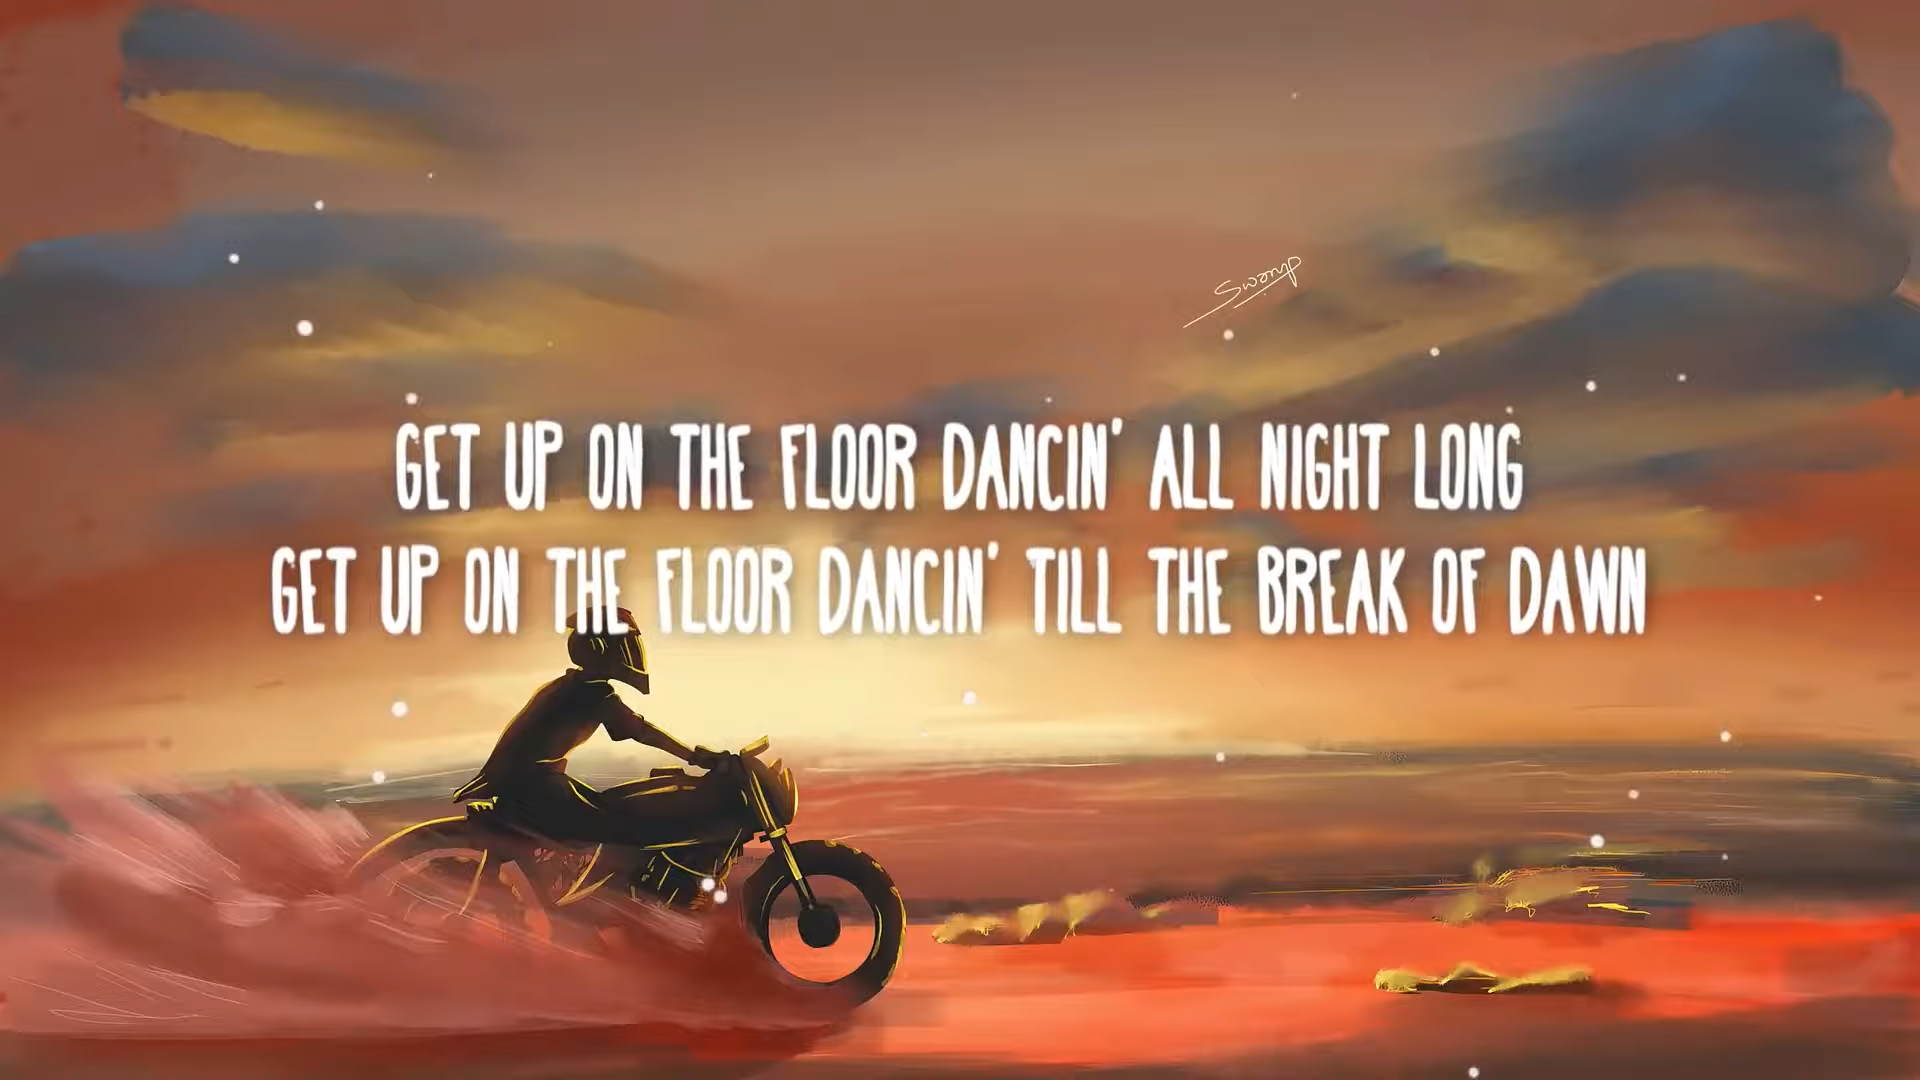 Swamp
GET UP ON THE FLOOR DANCIN' ALL NIGHT LONG
GET UP ON THE FLOOR DANCIN' TILL THE BREAK OF DAWN